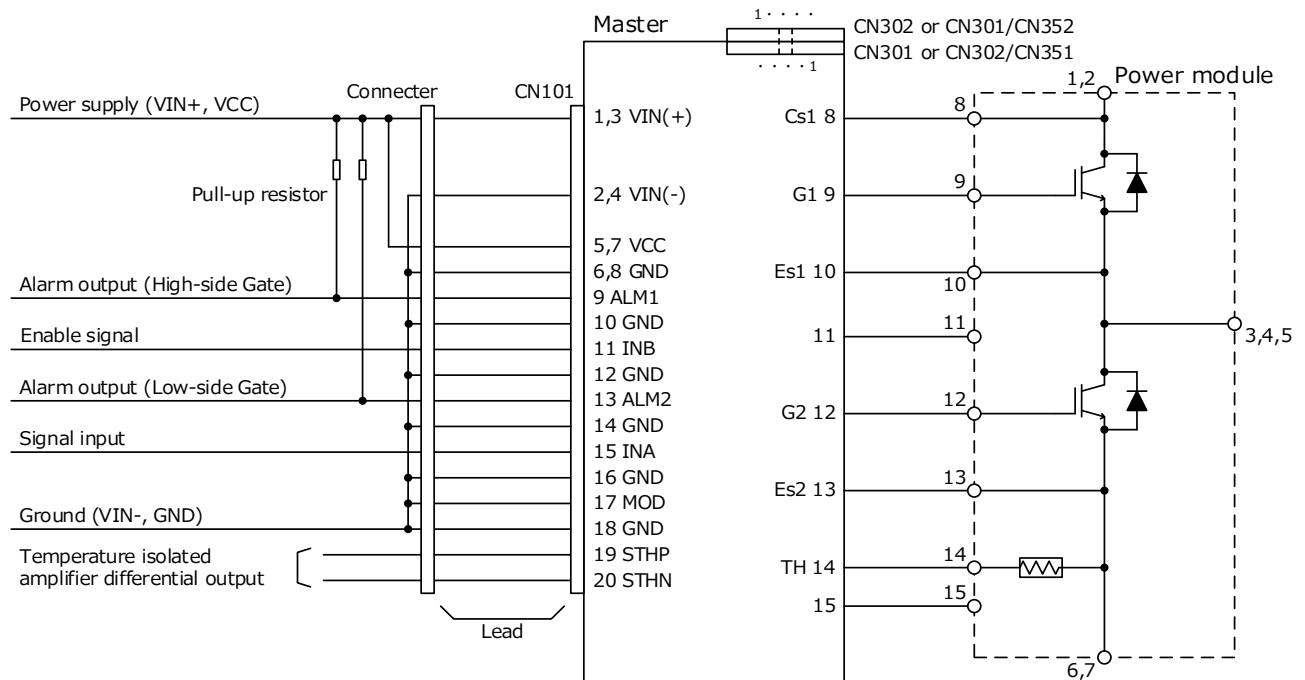 Master
1 · · · ·
CN302 or CN301/CN352
CN301 or CN302/CN351
· · · · 1
1,2
Power module
Connecter
CN101
Power supply (VIN+, VCC)
1,3 VIN(+)
Cs1 8
8
Pull-up resistor
2,4 VIN(-)
G1 9
9
5,7 VCC
6,8 GND
Es1 10
10
Alarm output (High-side Gate)
9 ALM1
10 GND
Enable signal
11 INB
11
11
3,4,5
12 GND
Alarm output (Low-side Gate)
13 ALM2
G2 12
12
14 GND
Signal input
15 INA
16 GND
Es2 13
13
17 MOD
Ground (VIN-, GND)
18 GND
Temperature isolated
amplifier differential output
19 STHP
20 STHN
TH 14
14
15
15
Lead
6,7